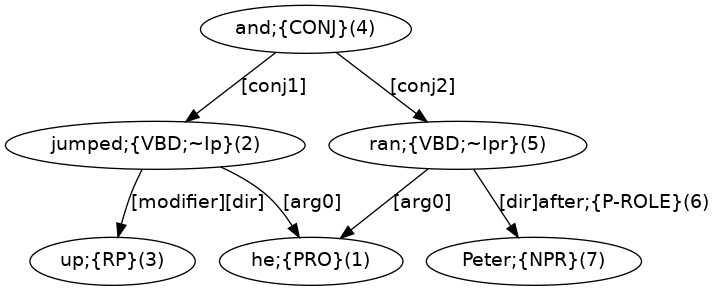 and;{CONJ}(4)
[conj1] [conj2]
jumped;{VBD;~Ip}(2) ran;{VBD;~Ipr}(5)
[modifier][dir] [arg0] [arg0] [dir]after;{P-ROLE}(6)
up;{RP}(3) he;{PRO}(1) Peter;{NPR}(7)